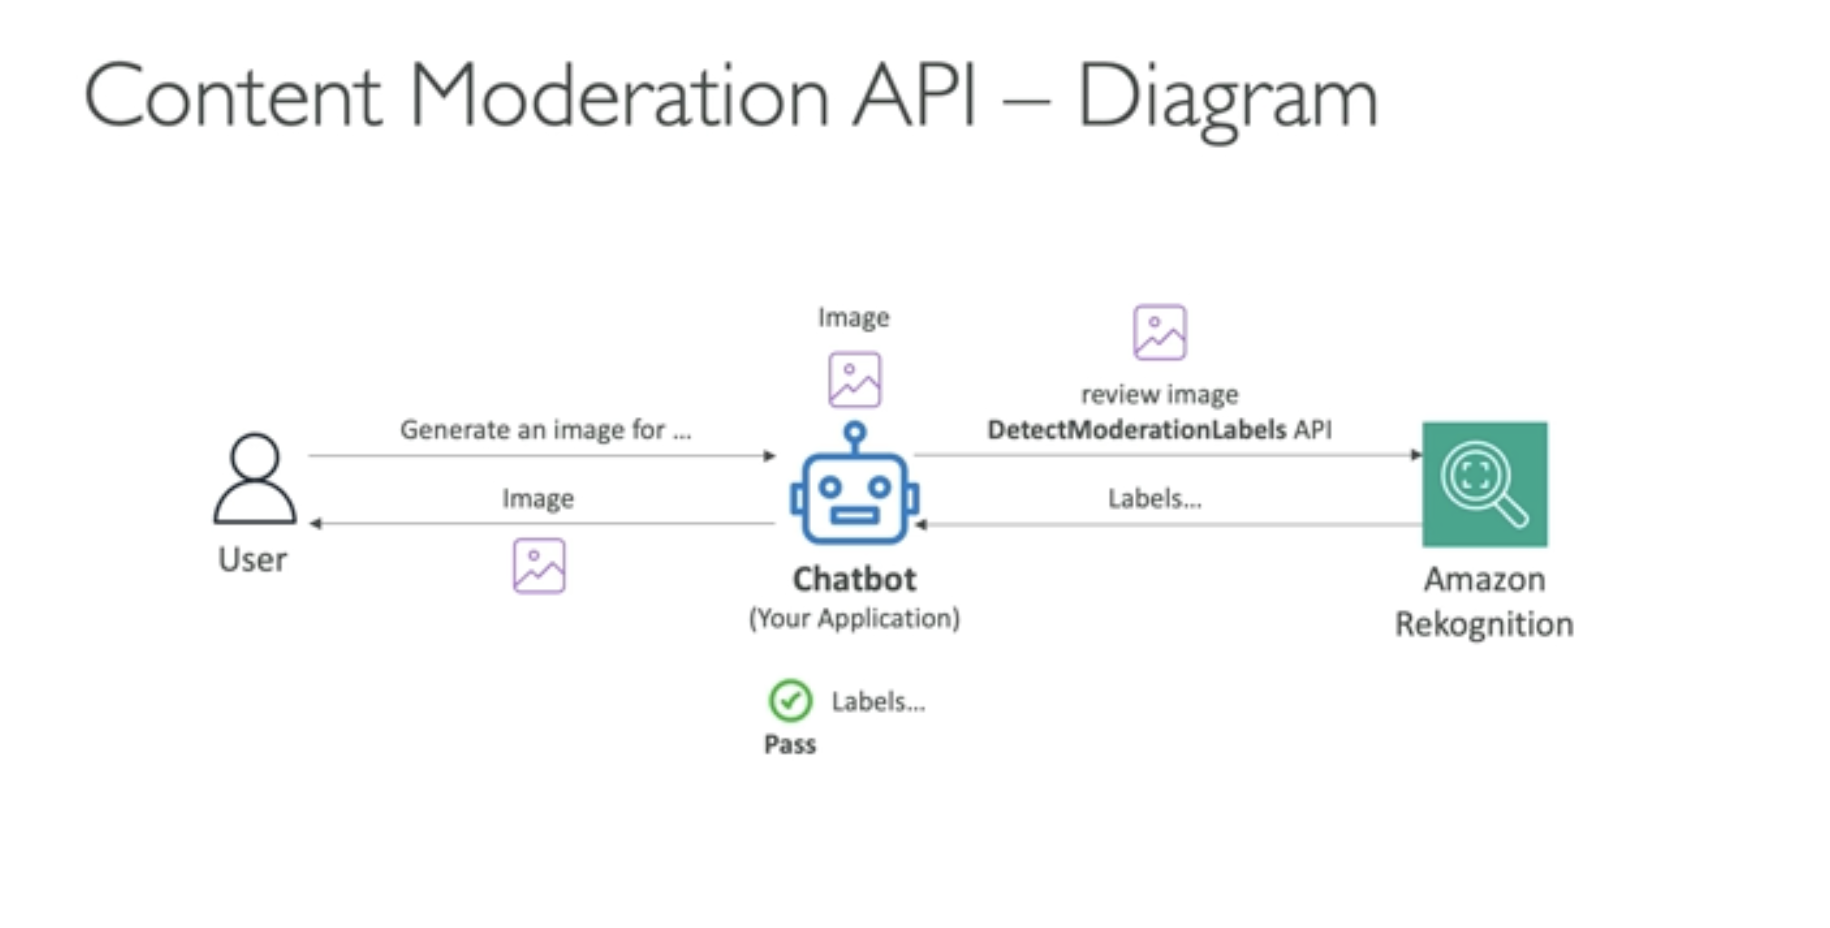 Content Moderation API – Diagram
Image
review image
Generate an image for ...
DetectModerationLabels API
Image
Labels...
User
Chatbot
(Your Application)
Amazon
Rekognition
Labels...
Pass